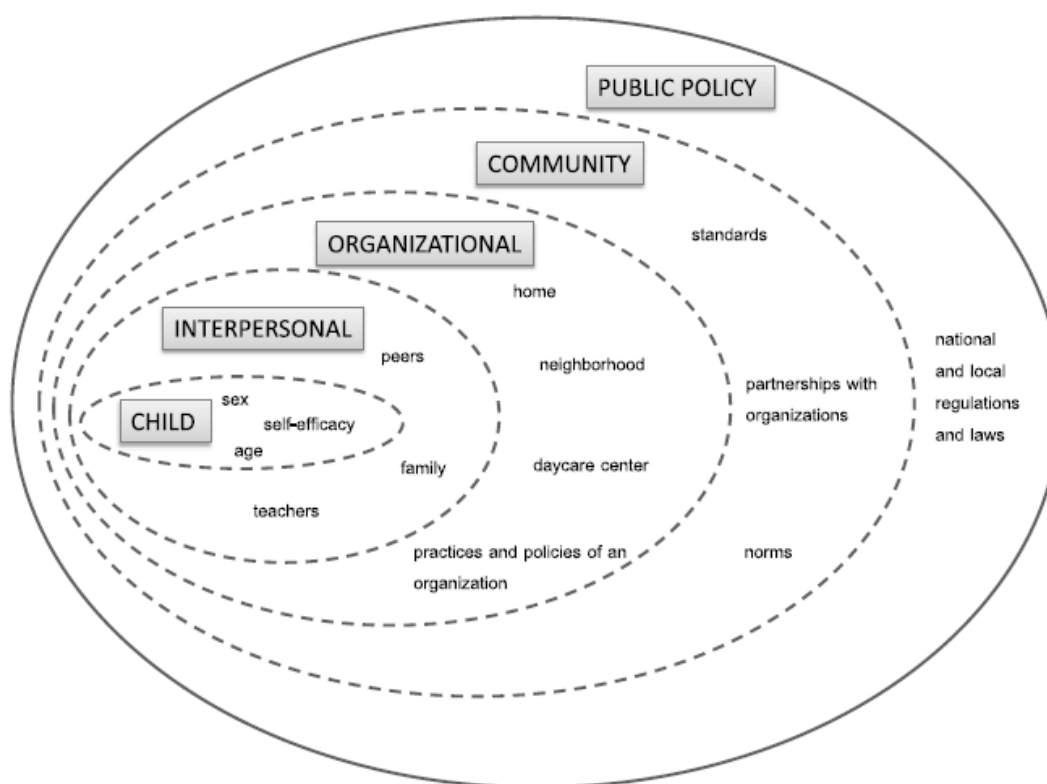 PUBLIC POLICY
COMMUNITY
standards
ORGANIZATIONAL
home
INTERPERSONAL
peers
neighborhood
national
and local
regulations
and laws
partnerships with
organizations
sex
CHILD
self-efficacy
age
family
daycare center
teachers
practices and policies of an
organization
norms